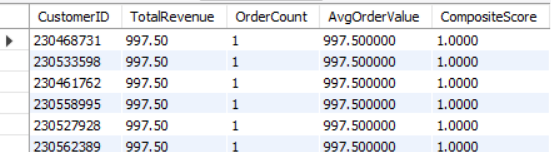 CustomerID TotalRevenue OrderCount AvgOrderValue CompositeScore
230468731 997.50 1 997.500000 1.0000
230533598 997.50 1 997.500000 1.0000
230461762 997.50 1 997.500000 1.0000
230558995 997.50 1 997.500000 1.0000
230527928 997.50 1 997.500000 1.0000
230562389 997.50 1 997.500000 1.0000